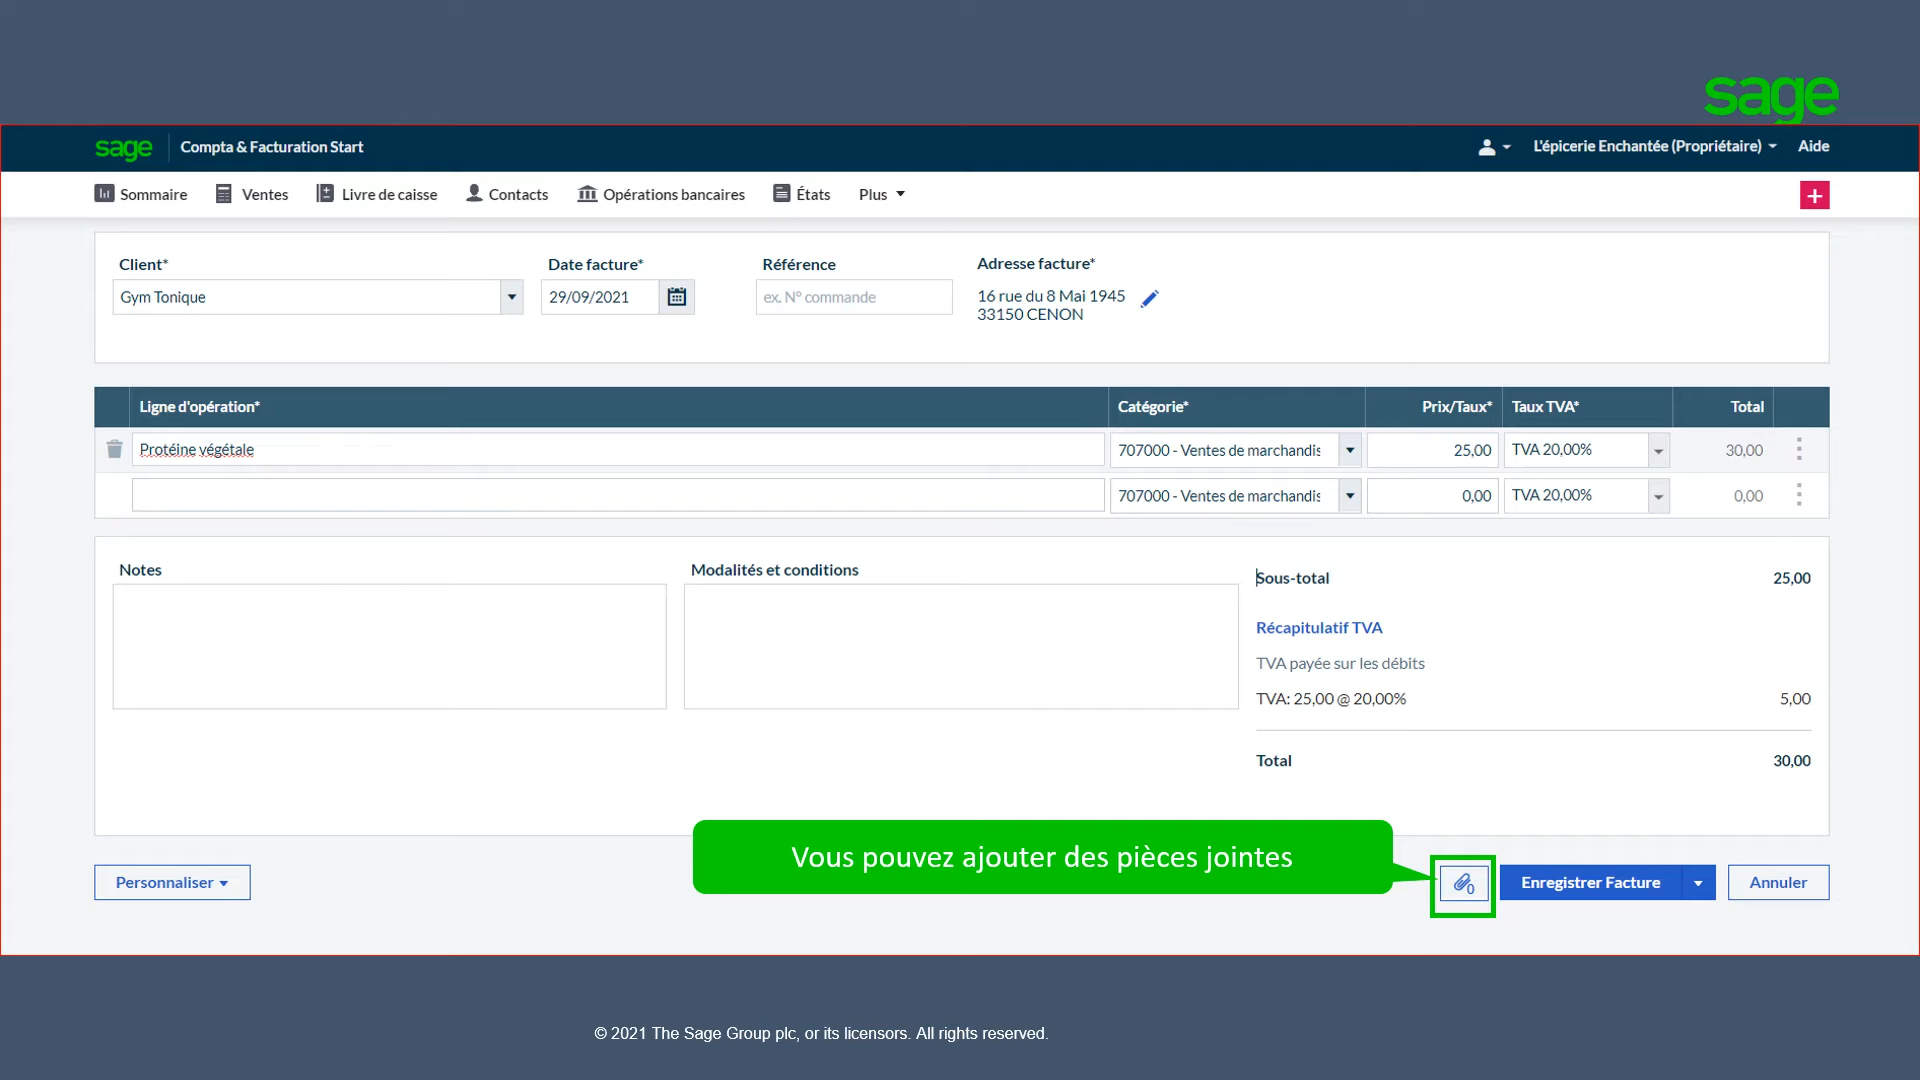 sage
sage Compta & Facturation Start L'épicerie Enchantée (Propriétaire) Aide
Sommaire Ventes Livre de caisse Contacts Opérations bancaires États Plus +
Client* Date facture* Référence Adresse facture*
Gym Tonique 29/09/2021 ex. N° commande 16 rue du 8 Mai 1945
33150 CENON
Ligne d'opération* Catégorie* Prix/Taux* Taux TVA* Total
Protéine végétale 707000 - Ventes de marchandis 25,00 TVA 20,00% 30,00
707000 - Ventes de marchandis 0,00 TVA 20,00% 0,00
Notes Modalités et conditions Sous-total 25,00
Récapitulatif TVA
TVA payée sur les débits
TVA: 25,00 @ 20,00% 5,00
Total 30,00
Vous pouvez ajouter des pièces jointes
Personnaliser 0 Enregistrer Facture Annuler
© 2021 The Sage Group plc, or its licensors. All rights reserved.